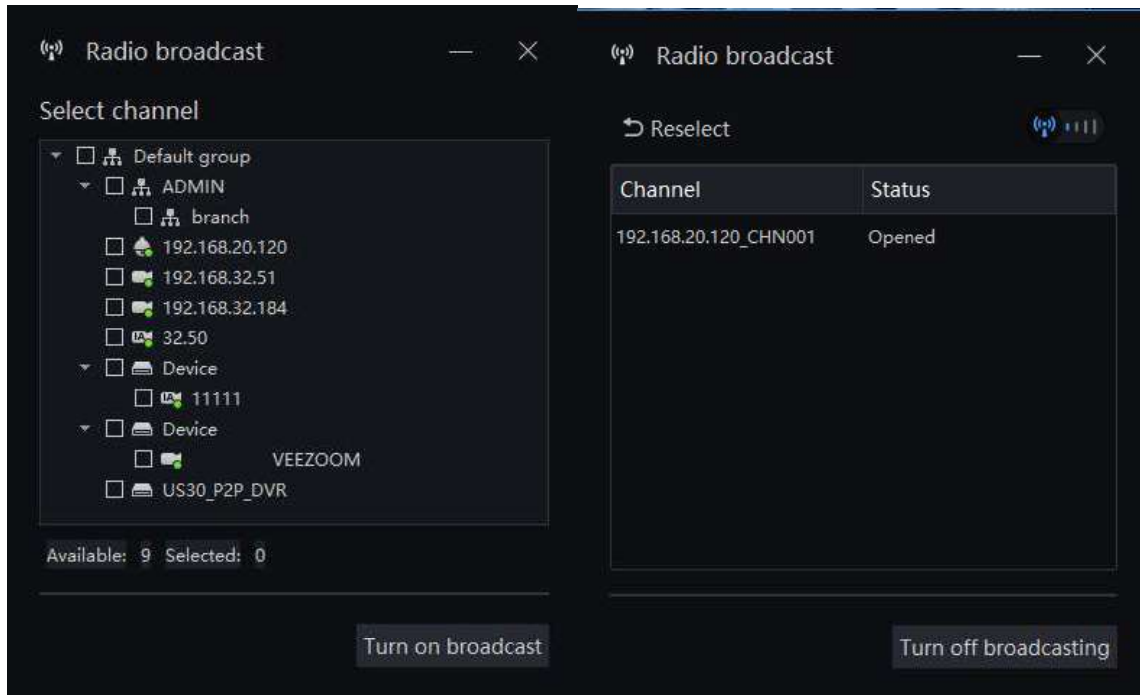 Radio broadcast
Select channel
Default group
ADMIN
branch
192.168.20.120
192.168.32.51
192.168.32.184
32.50
Device
11111
Device
VEEZOOM
US30_P2P_DVR
Available: 9 Selected: 0
Turn on broadcast
Radio broadcast
Reselect
Channel Status
192.168.20.120_CHN001 Opened
Turn off broadcasting